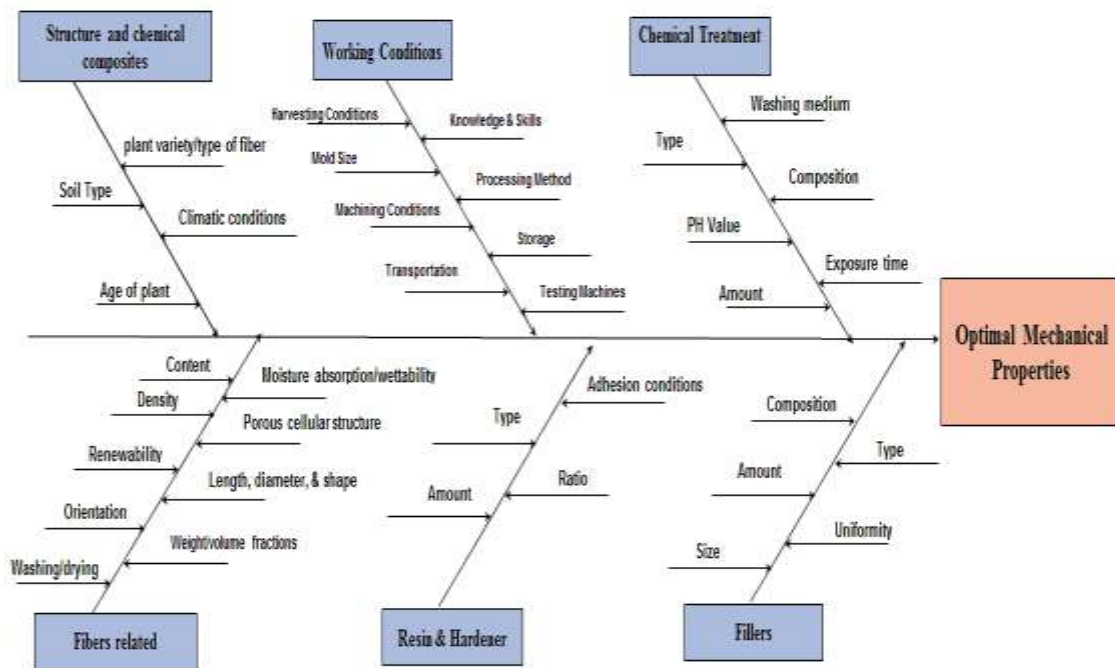 Structure and chemical
composites
Working Conditions
Chemical Treatment
Harvesting Conditions
Knowledge & Skills
Washing medium
plant variety/type of fiber
Mold Size
Type
Soil Type
Processing Method
Composition
Climatic conditions
Machining Conditions
PH Value
Storage
Transportation
Exposure time
Age of plant
Testing Machines
Amount
Optimal Mechanical
Properties
Content
Moisture absorption/wettability
Adhesion conditions
Density
Composition
Porous cellular structure
Type
Type
Renewability
Length, diameter, & shape
Ratio
Amount
Amount
Orientation
Weight/volume fractions
Uniformity
Size
Washing/drying
Fibers related
Resin & Hardener
Fillers